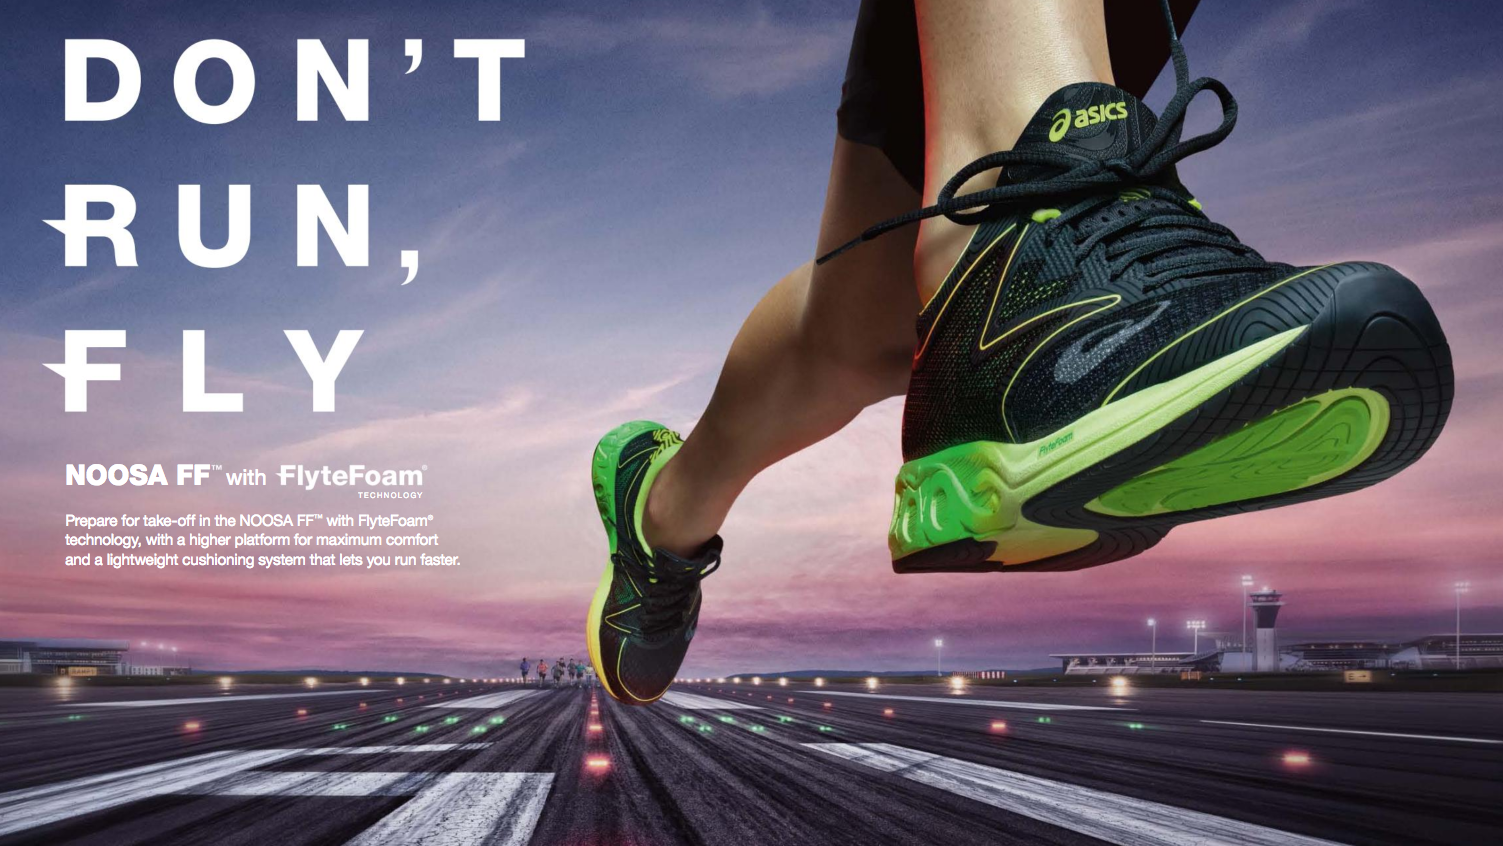 DON'T
RUN,
FLY
NOOSA FF™ with FlyteFoam®
TECHNOLOGY
Prepare for take-off in the NOOSA FF™ with FlyteFoam®
technology, with a higher platform for maximum comfort
and a lightweight cushioning system that lets you run faster.
asics
FlyteFoam